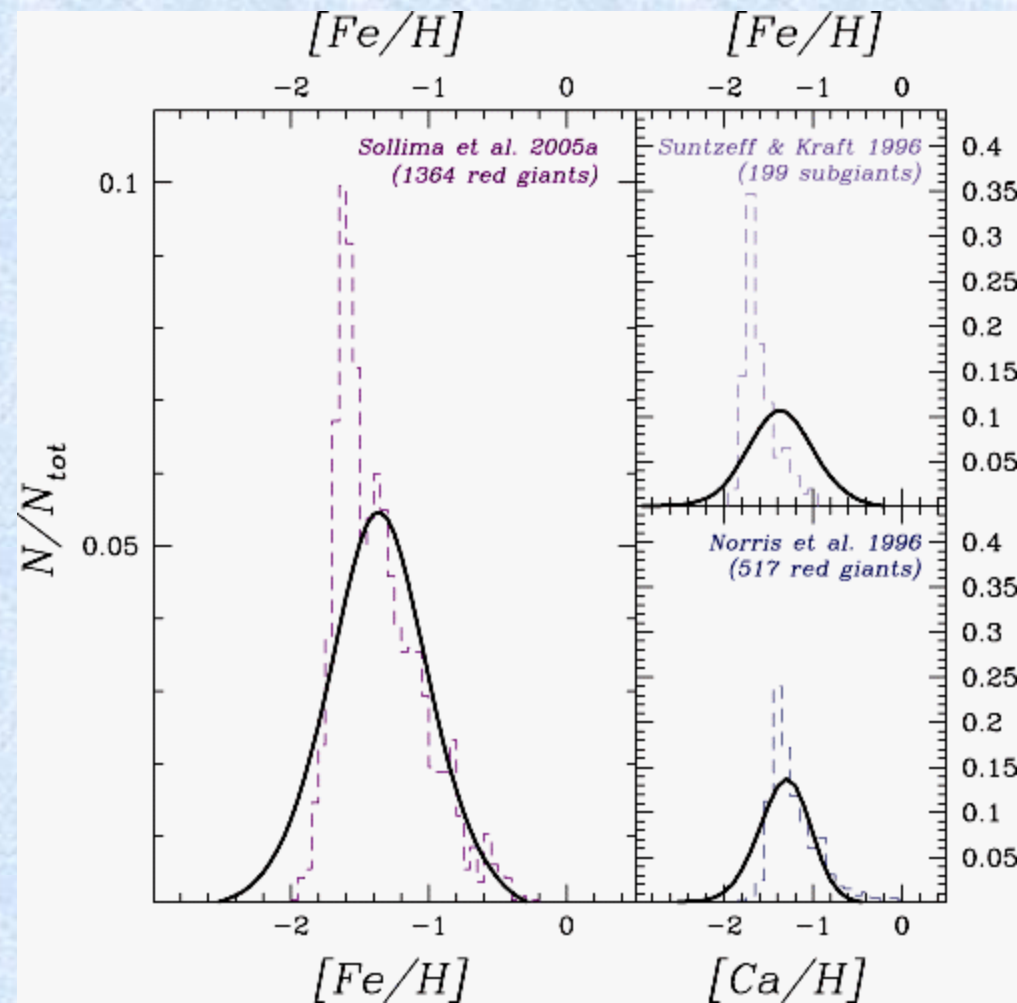 [Fe/H]
[Fe/H]
−2 −1 0
−2 −1 0
Sollima et al. 2005a
(1364 red giants)
Suntzeff & Kraft 1996
(199 subgiants)
0.4
0.35
0.3
0.25
0.2
0.15
0.1
0.05
0.1
0.05
N/Ntot
Norris et al. 1996
(517 red giants)
0.4
0.35
0.3
0.25
0.2
0.15
0.1
0.05
−2 −1 0
−2 −1 0
[Fe/H]
[Ca/H]